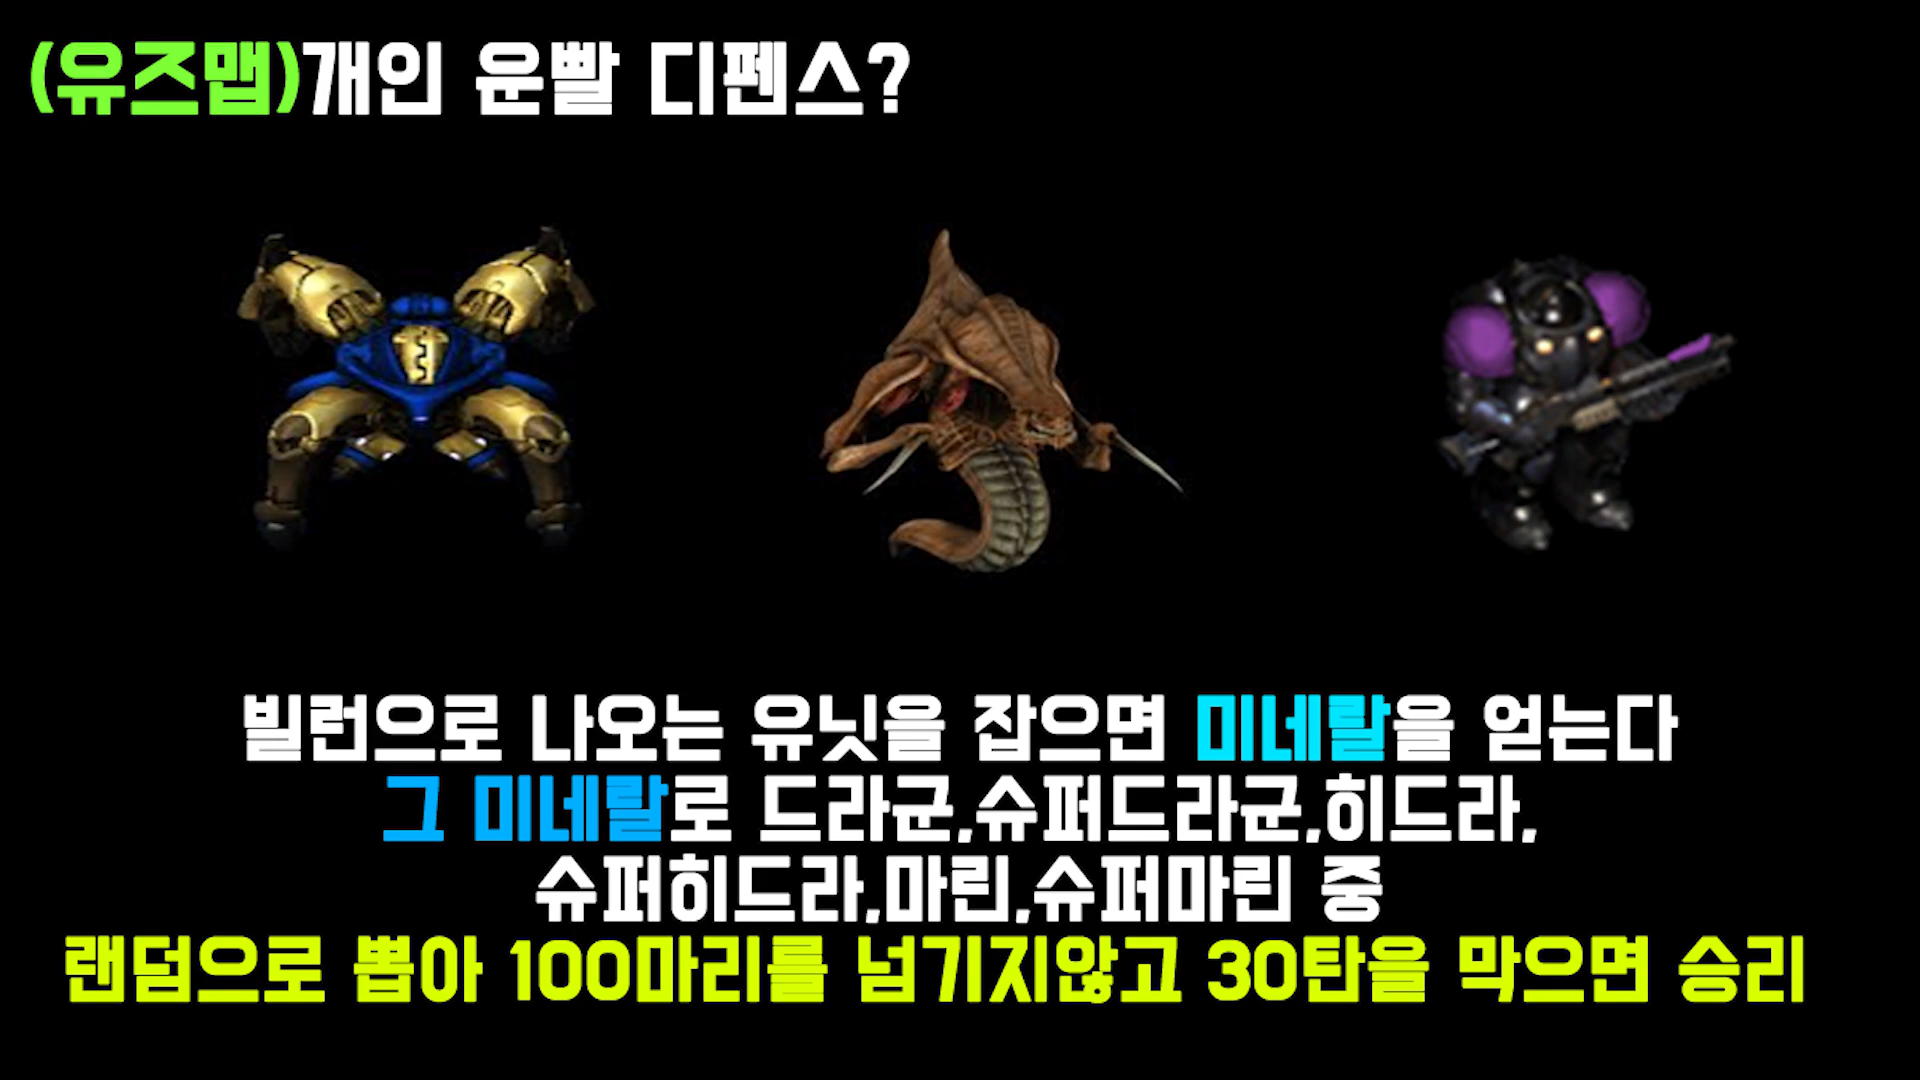 (유즈맵)개인 운빨 디펜스?
빌런으로 나오는 유닛을 잡으면 미네랄을 얻는다
그 미네랄로 드라군,슈퍼드라군,히드라,
슈퍼히드라,마린,슈퍼마린 중
랜덤으로 뽑아 100마리를 넘기지않고 30탄을 막으면 승리